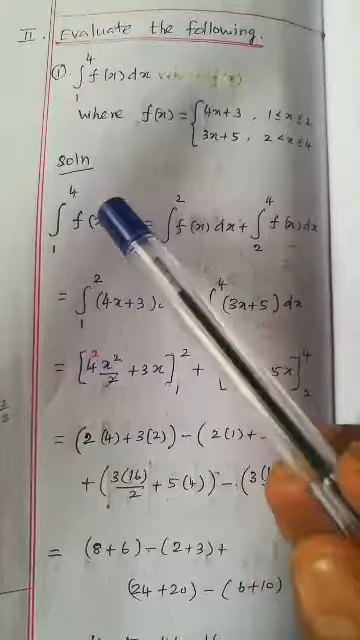 II. Evaluate the following.
① ∫₁⁴ f(x) dx
where f(x) = { 4x+3 , 1≤x≤2
3x+5 , 2<x≤4
Soln
∫₁⁴ f( = ∫₁² f(x) dx + ∫₂⁴ f(x) dx
= ∫₁² (4x+3) (3x+5) dx
= [4 x²/2 + 3x]₁² + [ 5x]₂⁴
= (2(4)+3(2)) − (2(1)+
+ (3(16)/2 + 5(4)) − (3(
= (8+6) − (2+3) +
(24+20) − (6+10)